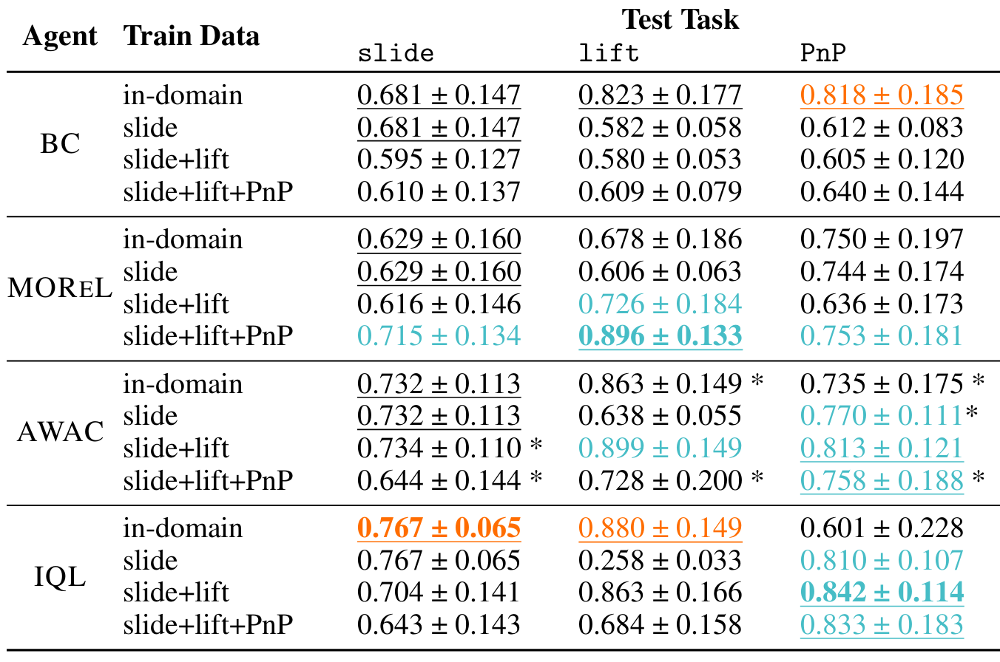 Test Task
Agent Train Data
slide lift PnP
in-domain 0.681 ± 0.147 0.823 ± 0.177 0.818 ± 0.185
slide 0.681 ± 0.147 0.582 ± 0.058 0.612 ± 0.083
BC
slide+lift 0.595 ± 0.127 0.580 ± 0.053 0.605 ± 0.120
slide+lift+PnP 0.610 ± 0.137 0.609 ± 0.079 0.640 ± 0.144
in-domain 0.629 ± 0.160 0.678 ± 0.186 0.750 ± 0.197
slide 0.629 ± 0.160 0.606 ± 0.063 0.744 ± 0.174
MOREL
slide+lift 0.616 ± 0.146 0.726 ± 0.184 0.636 ± 0.173
slide+lift+PnP 0.715 ± 0.134 0.896 ± 0.133 0.753 ± 0.181
in-domain 0.732 ± 0.113 0.863 ± 0.149 * 0.735 ± 0.175 *
slide 0.732 ± 0.113 0.638 ± 0.055 0.770 ± 0.111*
AWAC
slide+lift 0.734 ± 0.110 * 0.899 ± 0.149 0.813 ± 0.121
slide+lift+PnP 0.644 ± 0.144 * 0.728 ± 0.200 * 0.758 ± 0.188 *
in-domain 0.767 ± 0.065 0.880 ± 0.149 0.601 ± 0.228
slide 0.767 ± 0.065 0.258 ± 0.033 0.810 ± 0.107
IQL
slide+lift 0.704 ± 0.141 0.863 ± 0.166 0.842 ± 0.114
slide+lift+PnP 0.643 ± 0.143 0.684 ± 0.158 0.833 ± 0.183